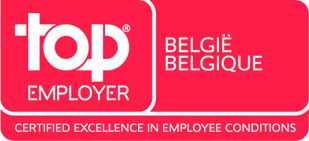 top®
EMPLOYER
BELGIË
BELGIQUE
CERTIFIED EXCELLENCE IN EMPLOYEE CONDITIONS